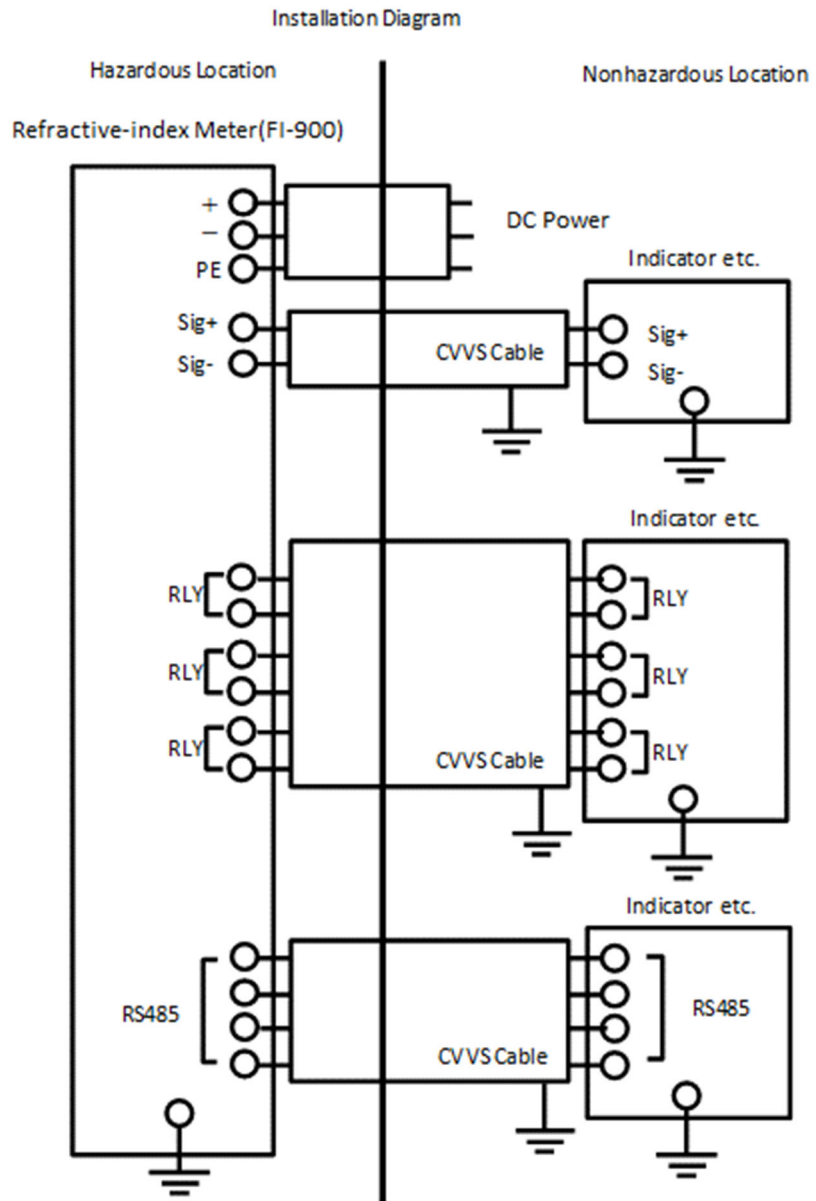 Installation Diagram
Hazardous Location
Nonhazardous Location
Refractive-index Meter(FI-900)
+
−
PE
DC Power
Sig+
Sig-
CVVS Cable
Indicator etc.
Sig+
Sig-
RLY
RLY
RLY
CVVS Cable
Indicator etc.
RLY
RLY
RLY
RS485
CVVS Cable
Indicator etc.
RS485